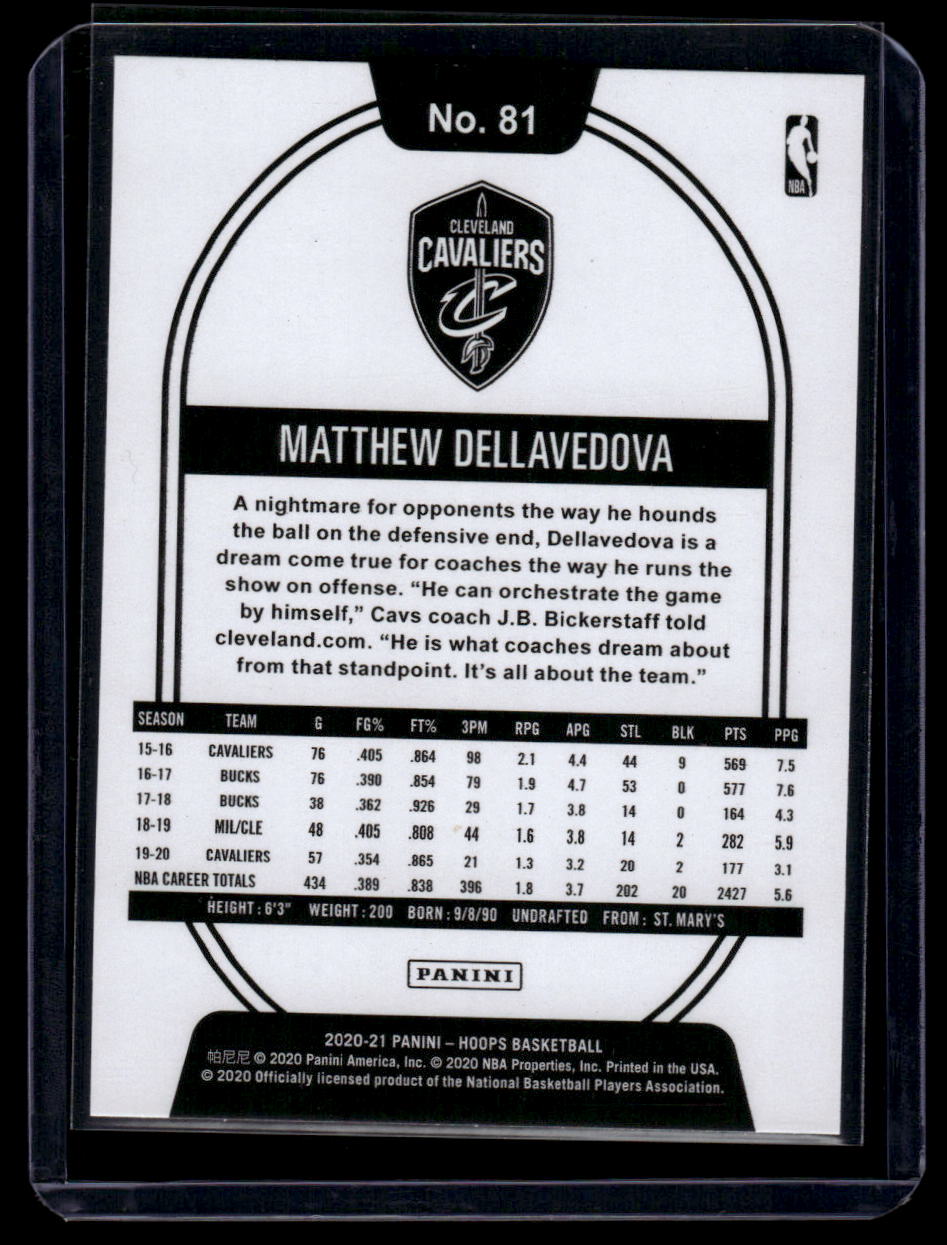 No. 81
NBA
CLEVELAND
CAVALIERS
MATTHEW DELLAVEDOVA
A nightmare for opponents the way he hounds
the ball on the defensive end, Dellavedova is a
dream come true for coaches the way he runs the
show on offense. “He can orchestrate the game
by himself,” Cavs coach J.B. Bickerstaff told
cleveland.com. “He is what coaches dream about
from that standpoint. It’s all about the team.”
SEASON TEAM G FG% FT% 3PM RPG APG STL BLK PTS PPG
15-16 CAVALIERS 76 .405 .864 98 2.1 4.4 44 9 569 7.5
16-17 BUCKS 76 .390 .854 79 1.9 4.7 53 0 577 7.6
17-18 BUCKS 38 .362 .926 29 1.7 3.8 14 0 164 4.3
18-19 MIL/CLE 48 .405 .808 44 1.6 3.8 14 2 282 5.9
19-20 CAVALIERS 57 .354 .865 21 1.3 3.2 20 2 177 3.1
NBA CAREER TOTALS 434 .389 .838 396 1.8 3.7 202 20 2427 5.6
HEIGHT: 6'3" WEIGHT: 200 BORN: 9/8/90 UNDRAFTED FROM: ST. MARY'S
PANINI
2020-21 PANINI – HOOPS BASKETBALL
帕尼尼 © 2020 Panini America, Inc. © 2020 NBA Properties, Inc. Printed in the USA.
© 2020 Officially licensed product of the National Basketball Players Association.